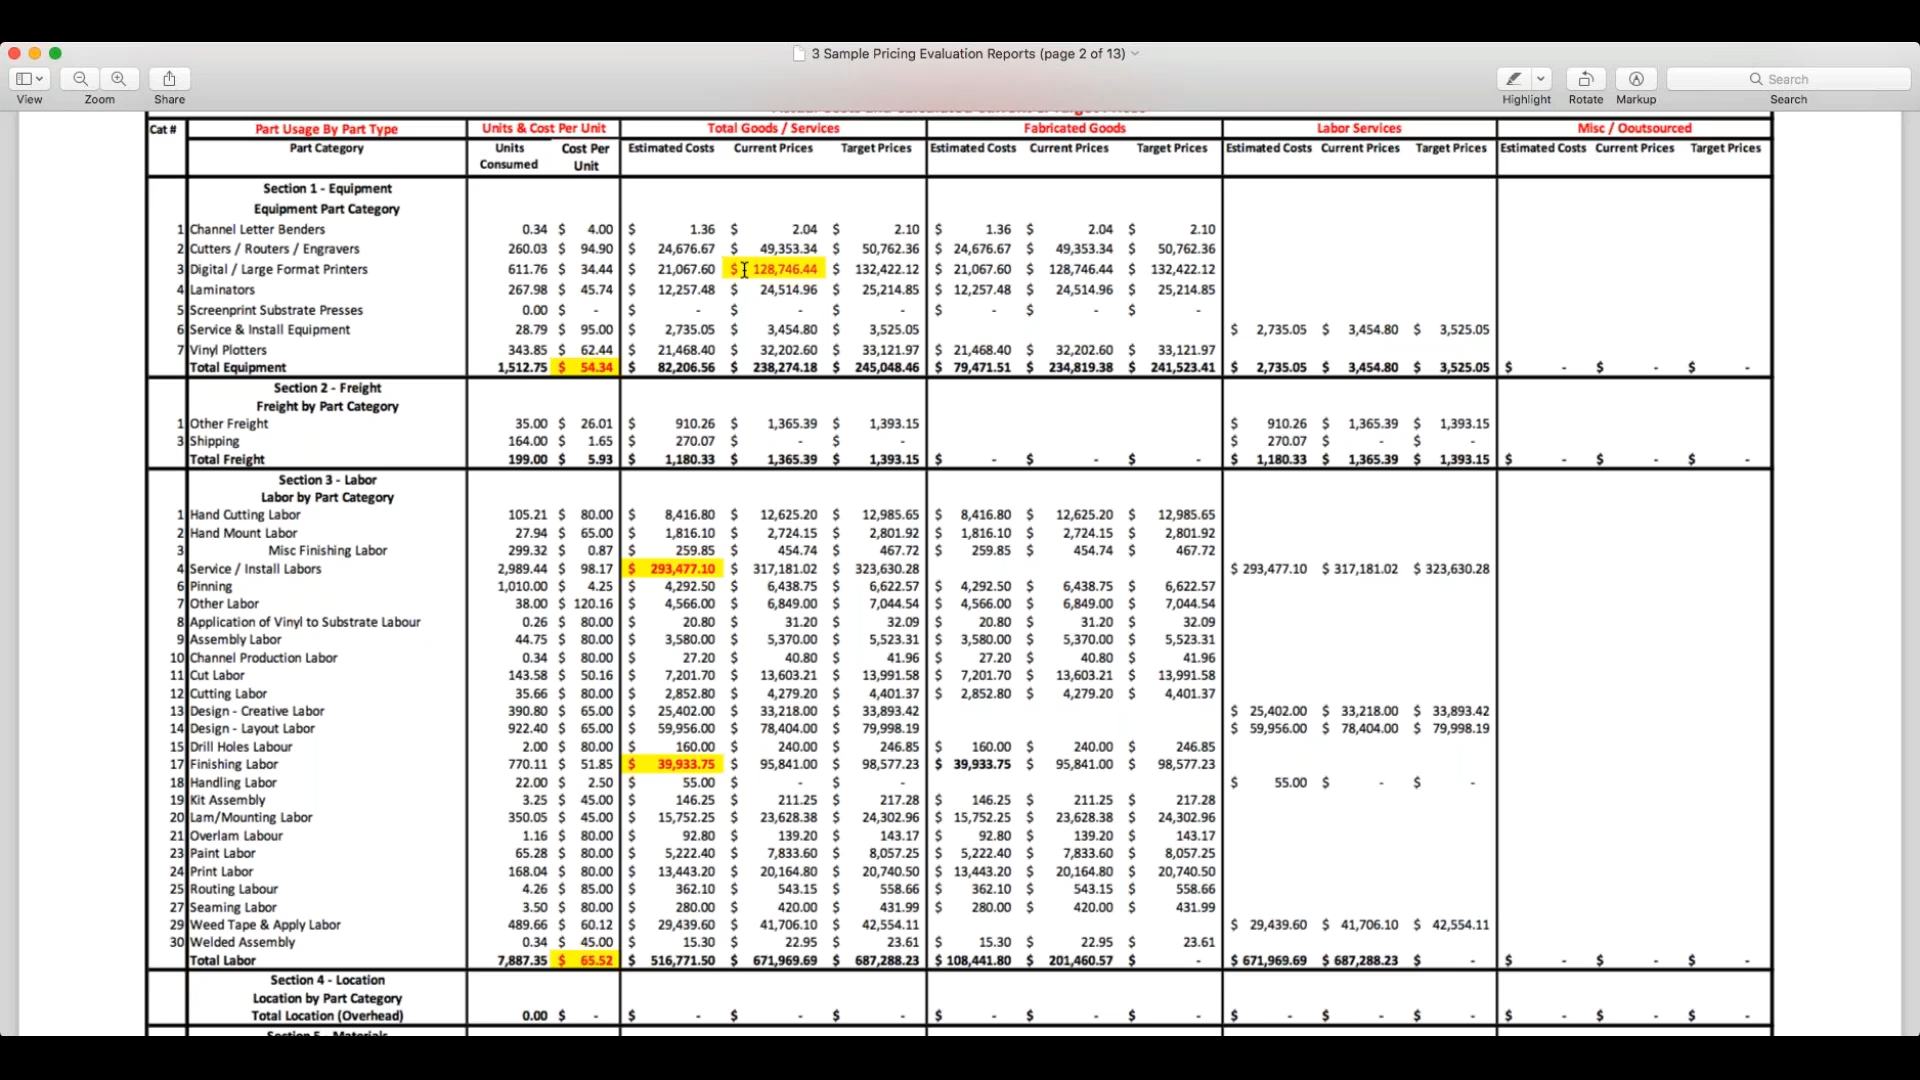 3 Sample Pricing Evaluation Reports (page 2 of 13)
View Zoom Share Highlight Rotate Markup Search
Search
Cat # Part Usage By Part Type Units & Cost Per Unit Total Goods / Services Fabricated Goods Labor Services Misc / Ooutsourced
Part Category Units Consumed Cost Per Unit Estimated Costs Current Prices Target Prices Estimated Costs Current Prices Target Prices Estimated Costs Current Prices Target Prices Estimated Costs Current Prices Target Prices
Section 1 - Equipment
Equipment Part Category
1 Channel Letter Benders 0.34 $ 4.00 $ 1.36 $ 2.04 $ 2.10 $ 1.36 $ 2.04 $ 2.10
2 Cutters / Routers / Engravers 260.03 $ 94.90 $ 24,676.67 $ 49,353.34 $ 50,762.36 $ 24,676.67 $ 49,353.34 $ 50,762.36
3 Digital / Large Format Printers 611.76 $ 34.44 $ 21,067.60 $ 128,746.44 $ 132,422.12 $ 21,067.60 $ 128,746.44 $ 132,422.12
4 Laminators 267.98 $ 45.74 $ 12,257.48 $ 24,514.96 $ 25,214.85 $ 12,257.48 $ 24,514.96 $ 25,214.85
5 Screenprint Substrate Presses 0.00 $ - $ - $ - $ - $ - $ - $ -
6 Service & Install Equipment 28.79 $ 95.00 $ 2,735.05 $ 3,454.80 $ 3,525.05 $ 2,735.05 $ 3,454.80 $ 3,525.05
7 Vinyl Plotters 343.85 $ 62.44 $ 21,468.40 $ 32,202.60 $ 33,121.97 $ 21,468.40 $ 32,202.60 $ 33,121.97
Total Equipment 1,512.75 $ 54.34 $ 82,206.56 $ 238,274.18 $ 245,048.46 $ 79,471.51 $ 234,819.38 $ 241,523.41 $ 2,735.05 $ 3,454.80 $ 3,525.05 $ - $ - $ -
Section 2 - Freight
Freight by Part Category
1 Other Freight 35.00 $ 26.01 $ 910.26 $ 1,365.39 $ 1,393.15 $ 910.26 $ 1,365.39 $ 1,393.15
3 Shipping 164.00 $ 1.65 $ 270.07 $ - $ - $ 270.07 $ - $ -
Total Freight 199.00 $ 5.93 $ 1,180.33 $ 1,365.39 $ 1,393.15 $ - $ - $ - $ 1,180.33 $ 1,365.39 $ 1,393.15 $ - $ - $ -
Section 3 - Labor
Labor by Part Category
1 Hand Cutting Labor 105.21 $ 80.00 $ 8,416.80 $ 12,625.20 $ 12,985.65 $ 8,416.80 $ 12,625.20 $ 12,985.65
2 Hand Mount Labor 27.94 $ 65.00 $ 1,816.10 $ 2,724.15 $ 2,801.92 $ 1,816.10 $ 2,724.15 $ 2,801.92
3 Misc Finishing Labor 299.32 $ 0.87 $ 259.85 $ 454.74 $ 467.72 $ 259.85 $ 454.74 $ 467.72
4 Service / Install Labors 2,989.44 $ 98.17 $ 293,477.10 $ 317,181.02 $ 323,630.28 $ 293,477.10 $ 317,181.02 $ 323,630.28
6 Pinning 1,010.00 $ 4.25 $ 4,292.50 $ 6,438.75 $ 6,622.57 $ 4,292.50 $ 6,438.75 $ 6,622.57
7 Other Labor 38.00 $ 120.16 $ 4,566.00 $ 6,849.00 $ 7,044.54 $ 4,566.00 $ 6,849.00 $ 7,044.54
8 Application of Vinyl to Substrate Labour 0.26 $ 80.00 $ 20.80 $ 31.20 $ 32.09 $ 20.80 $ 31.20 $ 32.09
9 Assembly Labor 44.75 $ 80.00 $ 3,580.00 $ 5,370.00 $ 5,523.31 $ 3,580.00 $ 5,370.00 $ 5,523.31
10 Channel Production Labor 0.34 $ 80.00 $ 27.20 $ 40.80 $ 41.96 $ 27.20 $ 40.80 $ 41.96
11 Cut Labor 143.58 $ 50.16 $ 7,201.70 $ 13,603.21 $ 13,991.58 $ 7,201.70 $ 13,603.21 $ 13,991.58
12 Cutting Labor 35.66 $ 80.00 $ 2,852.80 $ 4,279.20 $ 4,401.37 $ 2,852.80 $ 4,279.20 $ 4,401.37
13 Design - Creative Labor 390.80 $ 65.00 $ 25,402.00 $ 33,218.00 $ 33,893.42 $ 25,402.00 $ 33,218.00 $ 33,893.42
14 Design - Layout Labor 922.40 $ 65.00 $ 59,956.00 $ 78,404.00 $ 79,998.19 $ 59,956.00 $ 78,404.00 $ 79,998.19
15 Drill Holes Labour 2.00 $ 80.00 $ 160.00 $ 240.00 $ 246.85 $ 160.00 $ 240.00 $ 246.85
17 Finishing Labor 770.11 $ 51.85 $ 39,933.75 $ 95,841.00 $ 98,577.23 $ 39,933.75 $ 95,841.00 $ 98,577.23
18 Handling Labor 22.00 $ 2.50 $ 55.00 $ - $ - $ 55.00 $ - $ -
19 Kit Assembly 3.25 $ 45.00 $ 146.25 $ 211.25 $ 217.28 $ 146.25 $ 211.25 $ 217.28
20 Lam/Mounting Labor 350.05 $ 45.00 $ 15,752.25 $ 23,628.38 $ 24,302.96 $ 15,752.25 $ 23,628.38 $ 24,302.96
21 Overlam Labour 1.16 $ 80.00 $ 92.80 $ 139.20 $ 143.17 $ 92.80 $ 139.20 $ 143.17
23 Paint Labor 65.28 $ 80.00 $ 5,222.40 $ 7,833.60 $ 8,057.25 $ 5,222.40 $ 7,833.60 $ 8,057.25
24 Print Labor 168.04 $ 80.00 $ 13,443.20 $ 20,164.80 $ 20,740.50 $ 13,443.20 $ 20,164.80 $ 20,740.50
25 Routing Labour 4.26 $ 85.00 $ 362.10 $ 543.15 $ 558.66 $ 362.10 $ 543.15 $ 558.66
27 Seaming Labor 3.50 $ 80.00 $ 280.00 $ 420.00 $ 431.99 $ 280.00 $ 420.00 $ 431.99
29 Weed Tape & Apply Labor 489.66 $ 60.12 $ 29,439.60 $ 41,706.10 $ 42,554.11 $ 29,439.60 $ 41,706.10 $ 42,554.11
30 Welded Assembly 0.34 $ 45.00 $ 15.30 $ 22.95 $ 23.61 $ 15.30 $ 22.95 $ 23.61
Total Labor 7,887.35 $ 65.52 $ 516,771.50 $ 671,969.69 $ 687,288.23 $ 108,441.80 $ 201,460.57 $ - $ 671,969.69 $ 687,288.23 $ - $ - $ - $ -
Section 4 - Location
Location by Part Category
Total Location (Overhead) 0.00 $ - $ - $ - $ - $ - $ - $ - $ - $ - $ - $ - $ - $ -
Section 5 - Materials